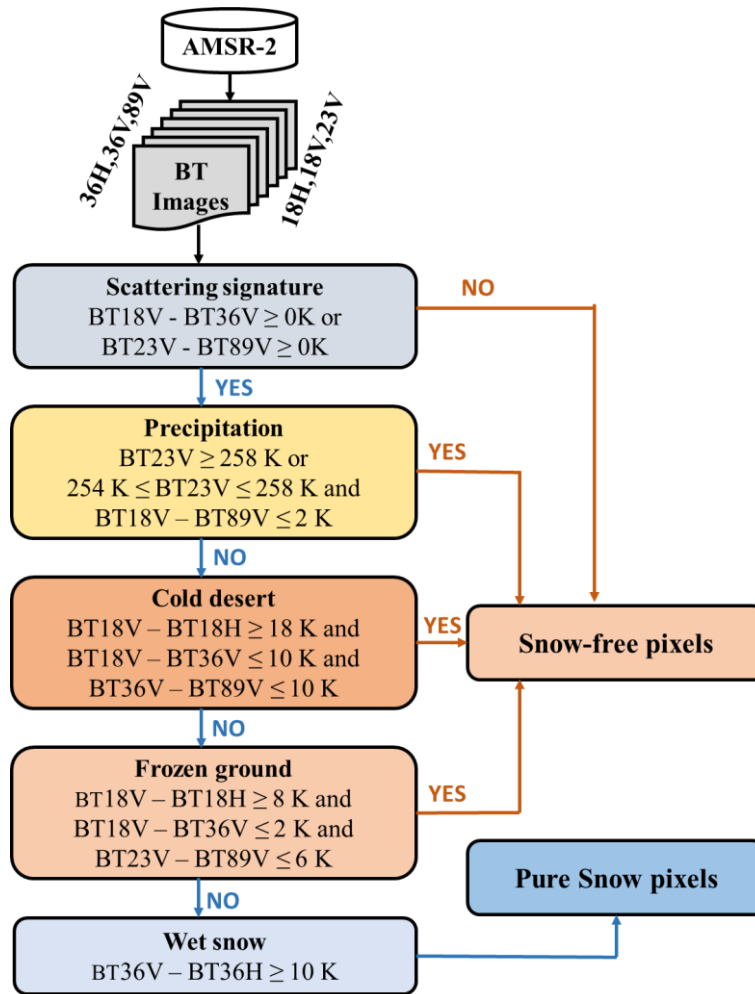 AMSR-2
36H,36V,89V
BT
Images
18H,18V,23V
Scattering signature
BT18V - BT36V ≥ 0K or
BT23V - BT89V ≥ 0K
NO
YES
Precipitation
BT23V ≥ 258 K or
254 K ≤ BT23V ≤ 258 K and
BT18V – BT89V ≤ 2 K
YES
NO
Cold desert
BT18V – BT18H ≥ 18 K and
BT18V – BT36V ≤ 10 K and
BT36V – BT89V ≤ 10 K
YES
Snow-free pixels
NO
Frozen ground
BT18V – BT18H ≥ 8 K and
BT18V – BT36V ≤ 2 K and
BT23V – BT89V ≤ 6 K
YES
NO
Pure Snow pixels
Wet snow
BT36V – BT36H ≥ 10 K